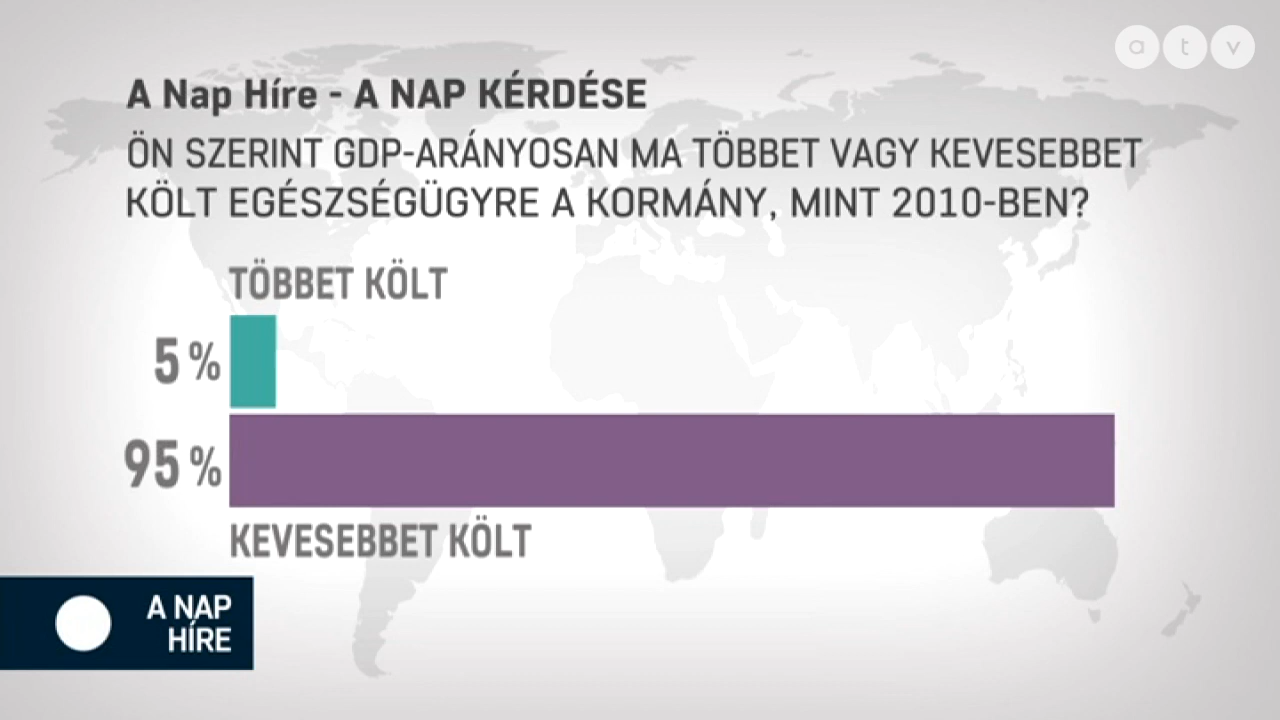 a t v
A Nap Híre - A NAP KÉRDÉSE
ÖN SZERINT GDP-ARÁNYOSAN MA TÖBBET VAGY KEVESEBBET
KÖLT EGÉSZSÉGÜGYRE A KORMÁNY, MINT 2010-BEN?
TÖBBET KÖLT
5 %
95 %
KEVESEBBET KÖLT
A NAP
HÍRE